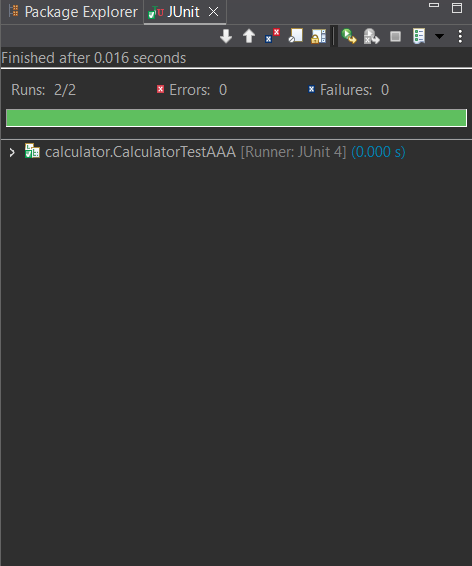 Package Explorer JUnit
Finished after 0.016 seconds
Runs: 2/2 Errors: 0 Failures: 0
calculator.CalculatorTestAAA [Runner: JUnit 4] (0.000 s)